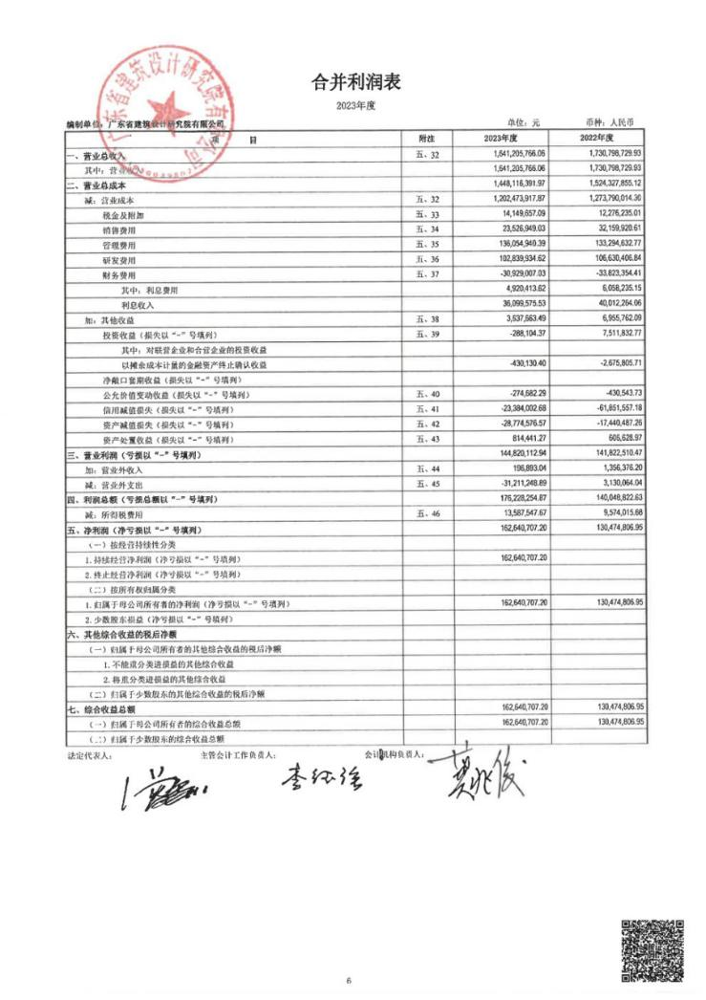 合并利润表
2023年度
编制单位：广东省建筑设计研究院有限公司 单位：元 币种：人民币
项 目 附注 2023年度 2022年度
一、营业总收入 五、32 1,641,205,766.06 1,730,798,729.93
其中：营业收入 1,641,205,766.06 1,730,798,729.93
二、营业总成本 1,448,116,391.97 1,524,327,855.12
减：营业成本 五、32 1,202,473,917.87 1,273,790,014.30
税金及附加 五、33 14,149,657.09 12,276,235.01
销售费用 五、34 23,526,949.03 32,159,920.61
管理费用 五、35 136,054,940.39 133,294,632.77
研发费用 五、36 102,839,934.62 106,630,406.84
财务费用 五、37 -30,929,007.03 -33,823,354.41
其中：利息费用 4,920,413.62 6,058,235.15
利息收入 36,099,575.53 40,012,264.06
加：其他收益 五、38 3,637,663.49 6,955,762.09
投资收益（损失以“-”号填列） 五、39 -288,104.37 7,511,832.77
其中：对联营企业和合营企业的投资收益
以摊余成本计量的金融资产终止确认收益 -430,130.40 -2,675,805.71
净敞口套期收益（损失以“-”号填列）
公允价值变动收益（损失以“-”号填列） 五、40 -274,682.29 -430,543.73
信用减值损失（损失以“-”号填列） 五、41 -23,384,002.68 -61,851,557.18
资产减值损失（损失以“-”号填列） 五、42 -28,774,576.57 -17,440,487.26
资产处置收益（损失以“-”号填列） 五、43 814,441.27 606,628.97
三、营业利润（亏损以“-”号填列） 144,820,112.94 141,822,510.47
加：营业外收入 五、44 196,893.04 1,356,376.20
减：营业外支出 五、45 -31,211,248.89 3,130,064.04
四、利润总额（亏损总额以“-”号填列） 176,228,254.87 140,048,822.63
减：所得税费用 五、46 13,587,547.67 9,574,015.68
五、净利润（净亏损以“-”号填列） 162,640,707.20 130,474,806.95
（一）按经营持续性分类
1.持续经营净利润（净亏损以“-”号填列） 162,640,707.20
2.终止经营净利润（净亏损以“-”号填列）
（二）按所有权归属分类
1.归属于母公司所有者的净利润（净亏损以“-”号填列） 162,640,707.20 130,474,806.95
2.少数股东损益（净亏损以“-”号填列）
六、其他综合收益的税后净额
（一）归属于母公司所有者的其他综合收益的税后净额
1.不能重分类进损益的其他综合收益
2.将重分类进损益的其他综合收益
（二）归属于少数股东的其他综合收益的税后净额
七、综合收益总额 162,640,707.20 130,474,806.95
（一）归属于母公司所有者的综合收益总额 162,640,707.20 130,474,806.95
（二）归属于少数股东的综合收益总额
法定代表人： 主管会计工作负责人： 会计机构负责人：
6